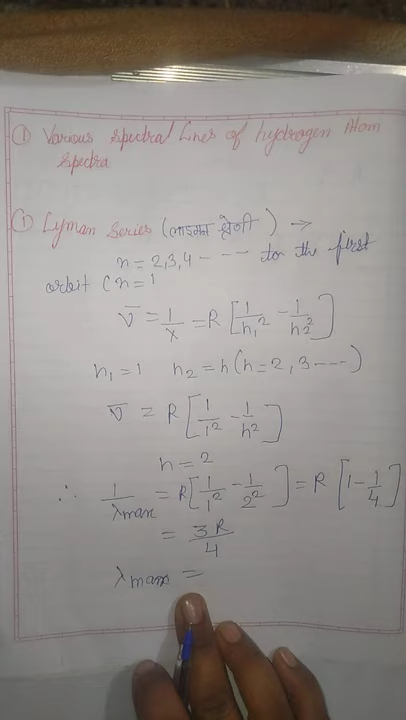 ① Various Spectral Lines of hydrogen Atom
Spectra
① Lyman Series (लाइमन श्रेणी) →
n = 2,3,4 - - - - to the first
orbit (n = 1
ν̅ = 1/λ = R [1/n₁² - 1/n₂²]
n₁ = 1 n₂ = n (n = 2, 3 - - - -)
ν̅ = R [1/1² - 1/n²]
n = 2
∴ 1/λmax = R[1/1² - 1/2²] = R [1 - 1/4]
= 3R/4
λmax =